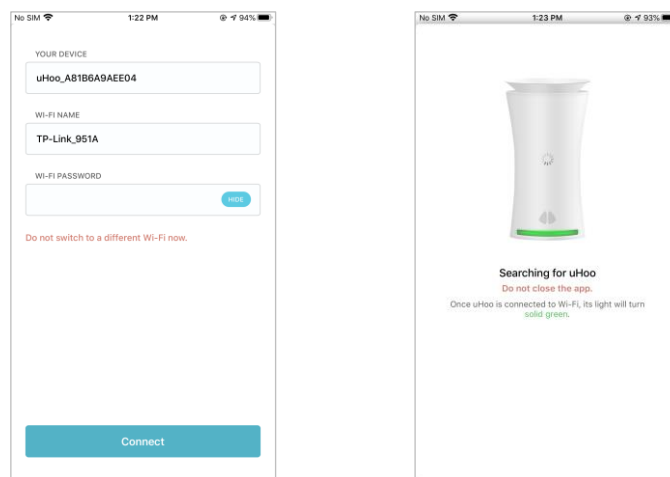 No SIM 1:22 PM 94%
YOUR DEVICE
uHoo_A81B6A9AEE04
WI-FI NAME
TP-Link_951A
WI-FI PASSWORD
HIDE
Do not switch to a different Wi-Fi now.
Connect
No SIM 1:23 PM 93%
Searching for uHoo
Do not close the app.
Once uHoo is connected to Wi-Fi, its light will turn
solid green.